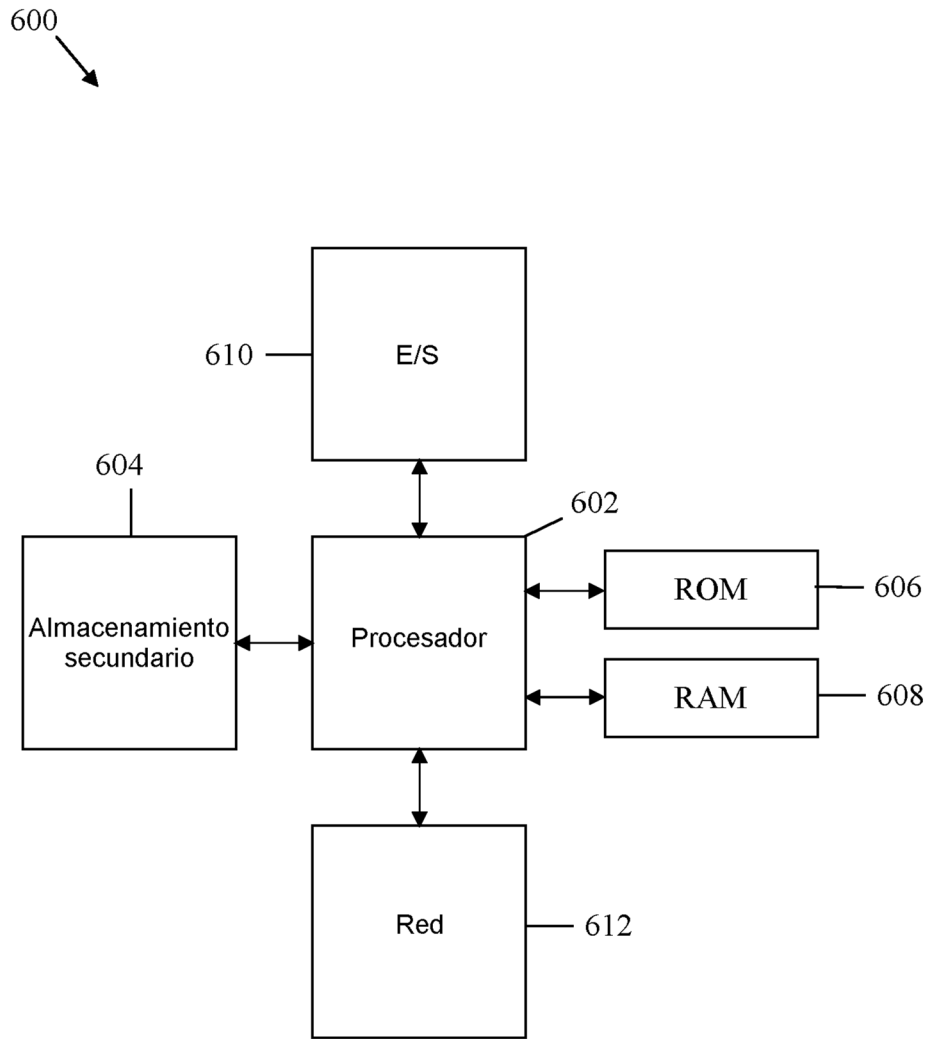 600
610
E/S
604
602
Almacenamiento
secundario
Procesador
ROM
606
RAM
608
Red
612